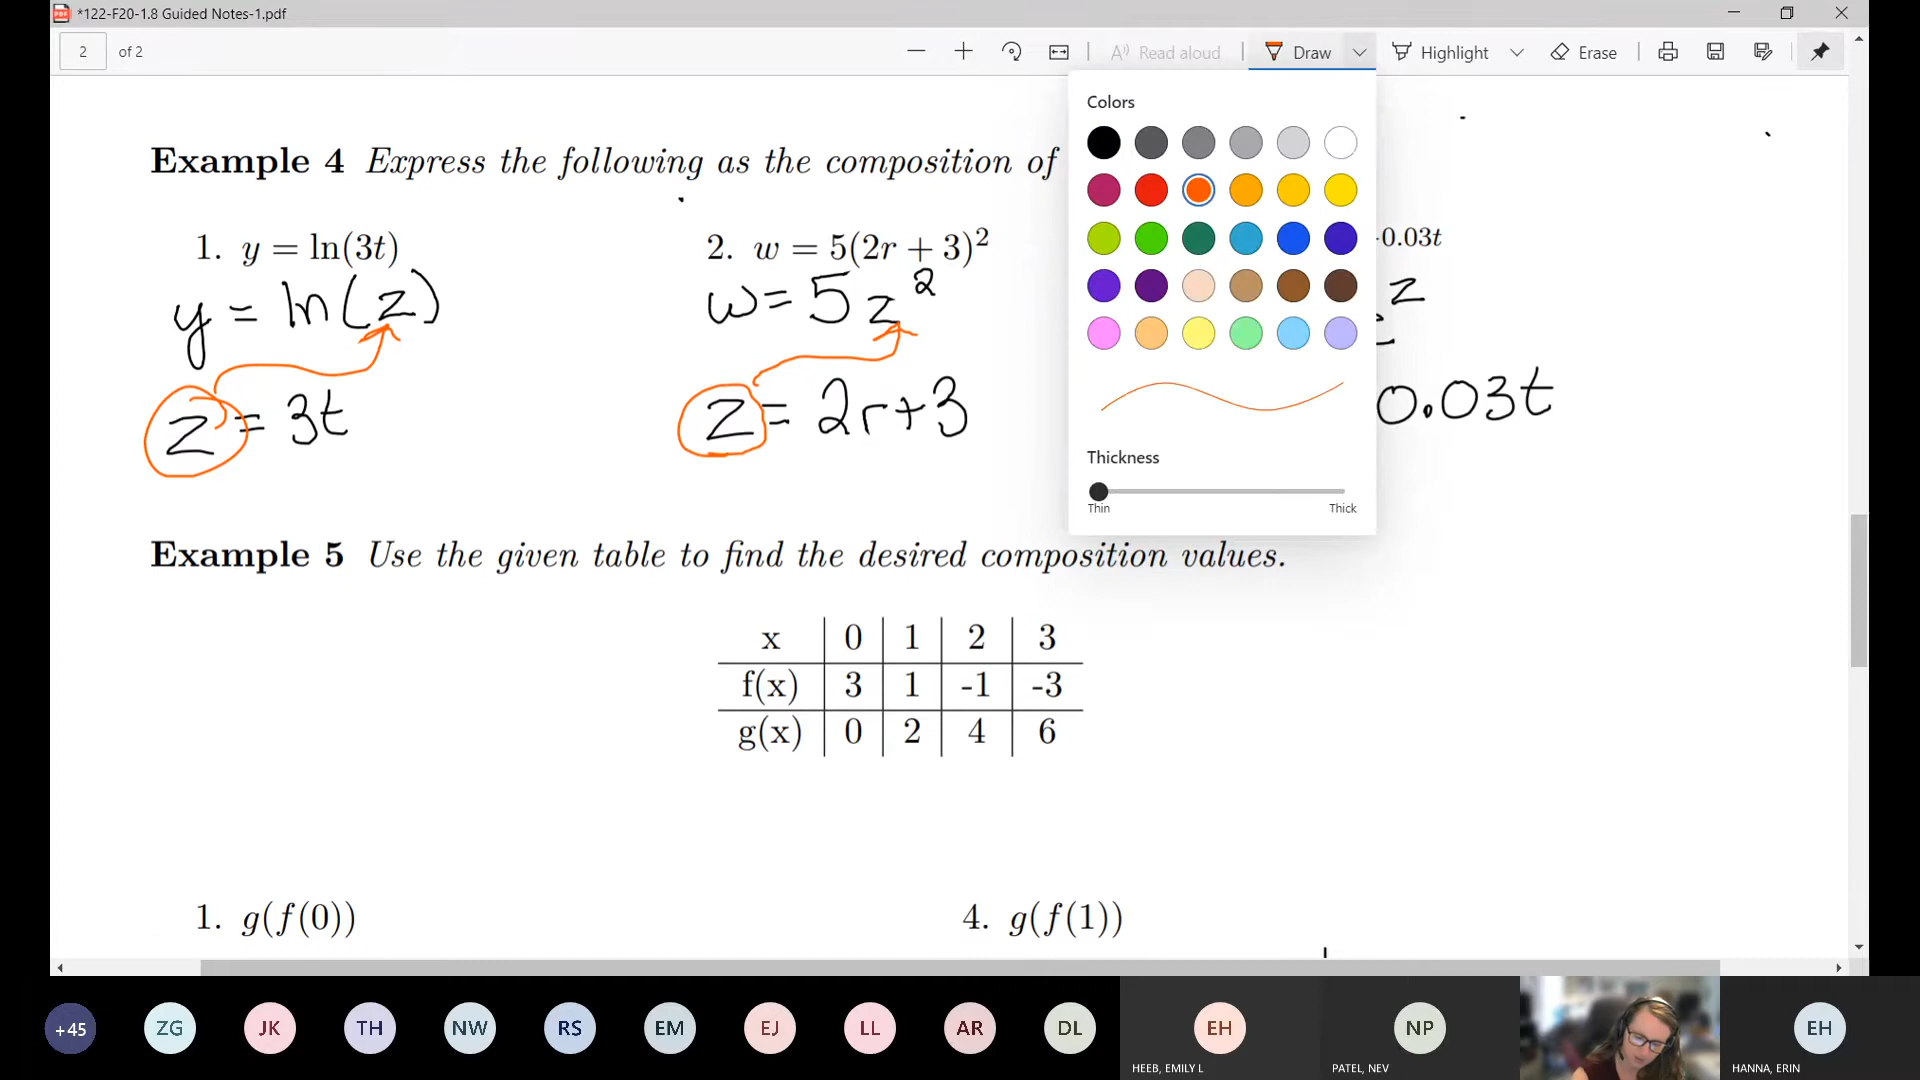 *122-F20-1.8 Guided Notes-1.pdf
2 of 2 Read aloud Draw Highlight Erase
Colors
Example 4 Express the following as the composition of
1. y = ln(3t) 2. w = 5(2r + 3)² -0.03t
y = ln(z) w = 5z² z
z = 3t z = 2r+3 0.03t
Thickness
Thin Thick
Example 5 Use the given table to find the desired composition values.
x 0 1 2 3
f(x) 3 1 -1 -3
g(x) 0 2 4 6
1. g(f(0)) 4. g(f(1))
+45 ZG JK TH NW RS EM EJ LL AR DL EH NP EH
HEEB, EMILY L PATEL, NEV HANNA, ERIN